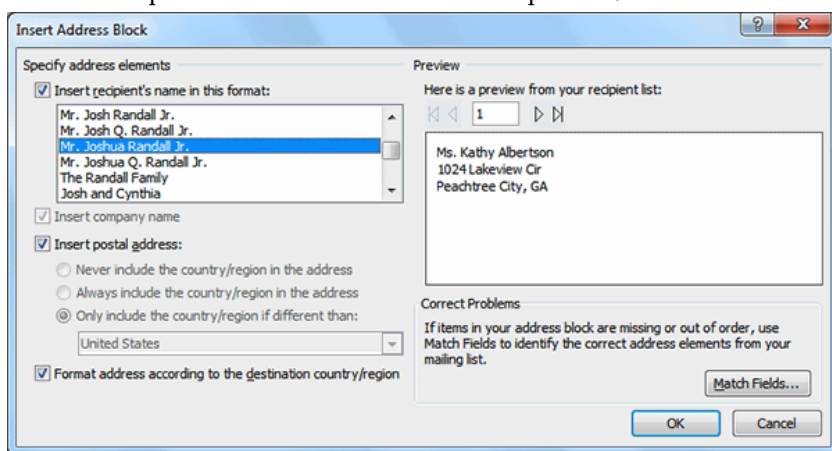 Insert Address Block
Specify address elements
Insert recipient's name in this format:
Mr. Josh Randall Jr.
Mr. Josh Q. Randall Jr.
Mr. Joshua Randall Jr.
Mr. Joshua Q. Randall Jr.
The Randall Family
Josh and Cynthia
Insert company name
Insert postal address:
Never include the country/region in the address
Always include the country/region in the address
Only include the country/region if different than:
United States
Format address according to the destination country/region
Preview
Here is a preview from your recipient list:
1
Ms. Kathy Albertson
1024 Lakeview Cir
Peachtree City, GA
Correct Problems
If items in your address block are missing or out of order, use
Match Fields to identify the correct address elements from your
mailing list.
Match Fields...
OK Cancel